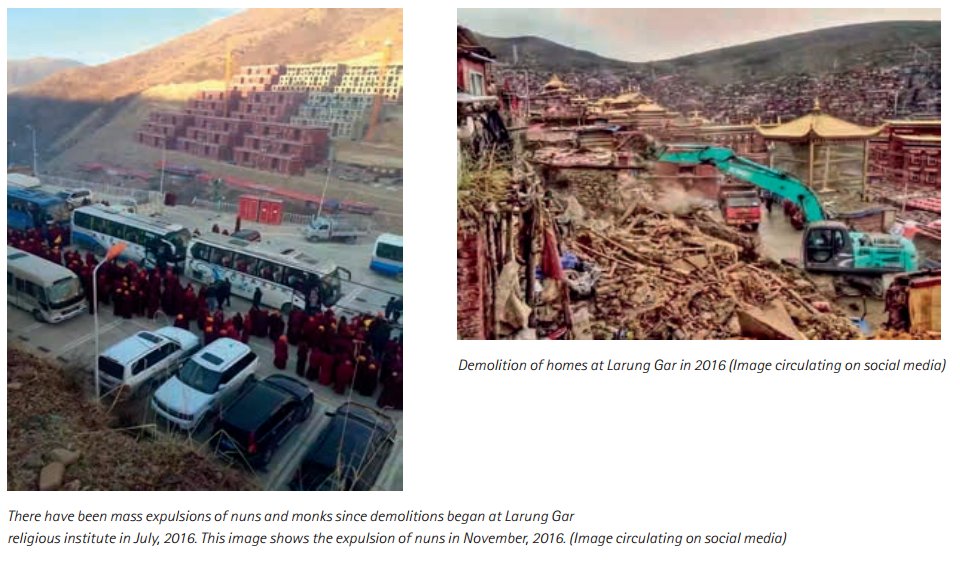 Demolition of homes at Larung Gar in 2016 (Image circulating on social media)
There have been mass expulsions of nuns and monks since demolitions began at Larung Gar
religious institute in July, 2016. This image shows the expulsion of nuns in November, 2016. (Image circulating on social media)